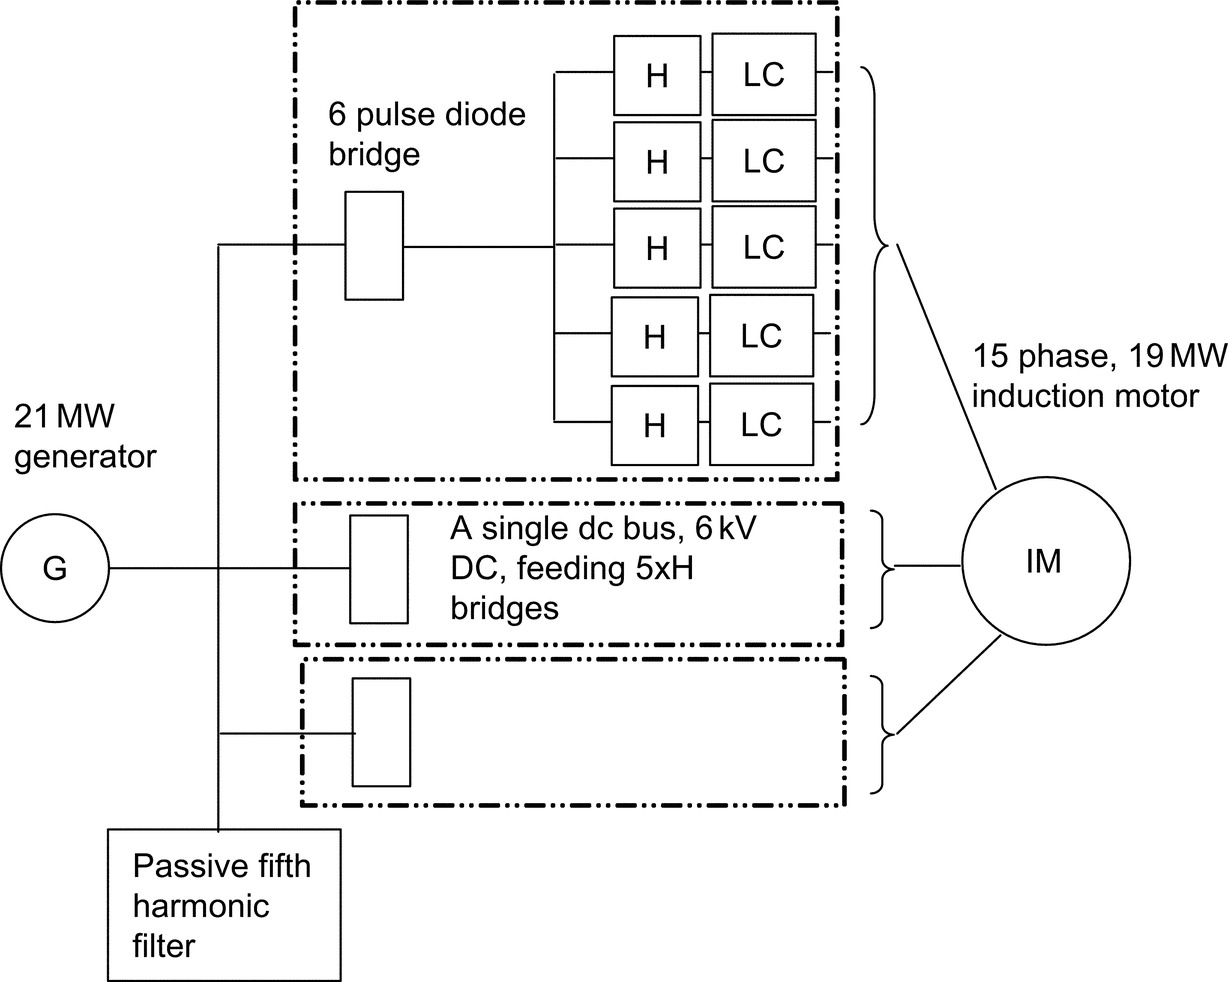 6 pulse diode
bridge
H LC
H LC
H LC
H LC
H LC
15 phase, 19 MW
induction motor
21 MW
generator
G
A single dc bus, 6 kV
DC, feeding 5xH
bridges
IM
Passive fifth
harmonic
filter